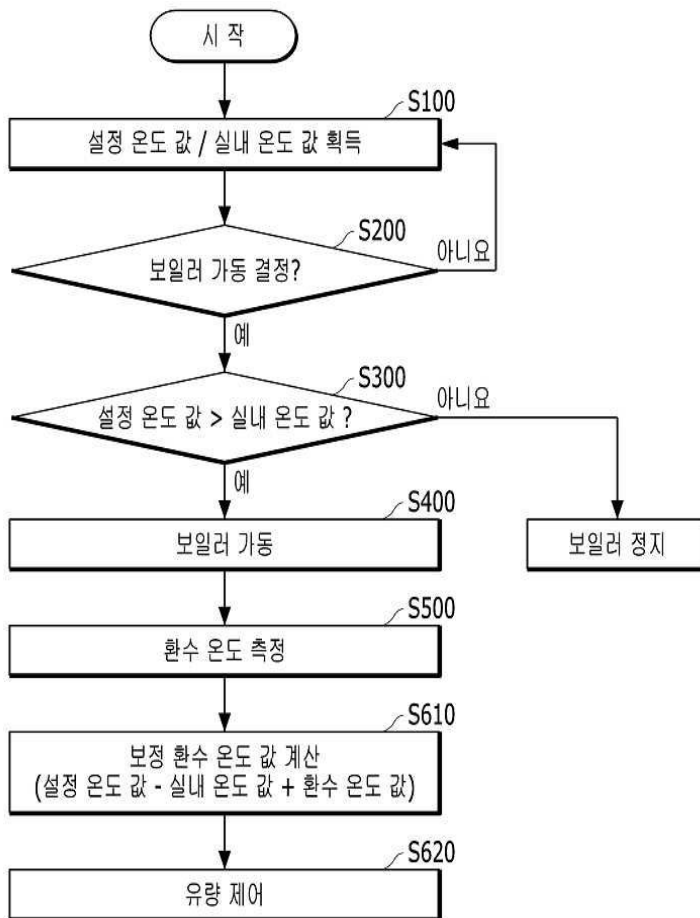 시 작
S100
설정 온도 값 / 실내 온도 값 획득
S200
보일러 가동 결정?
아니요
예
S300
설정 온도 값 > 실내 온도 값 ?
아니요
예
S400
보일러 가동
보일러 정지
S500
환수 온도 측정
S610
보정 환수 온도 값 계산
(설정 온도 값 - 실내 온도 값 + 환수 온도 값)
S620
유량 제어